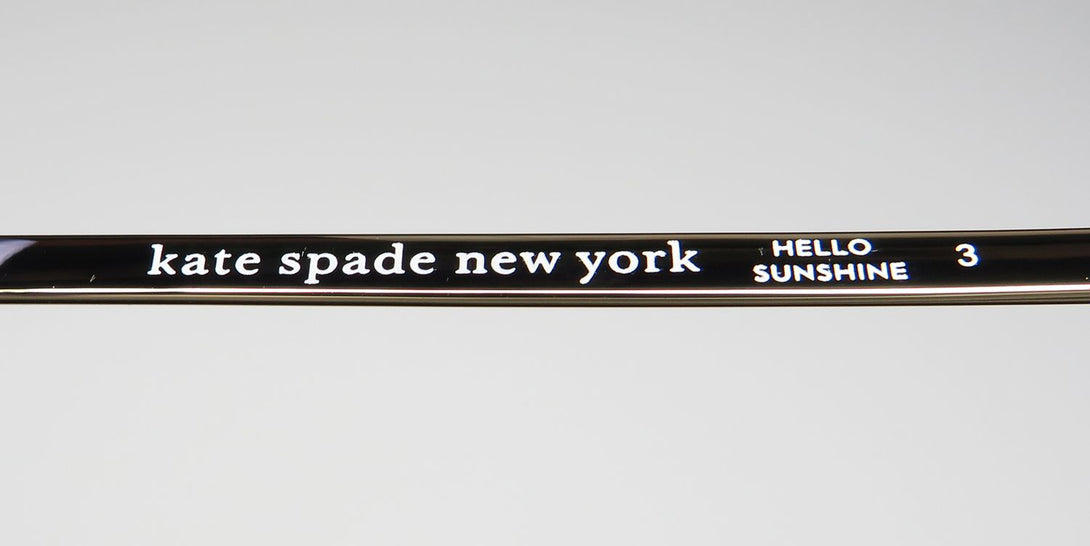 kate spade new york
HELLO
SUNSHINE
3